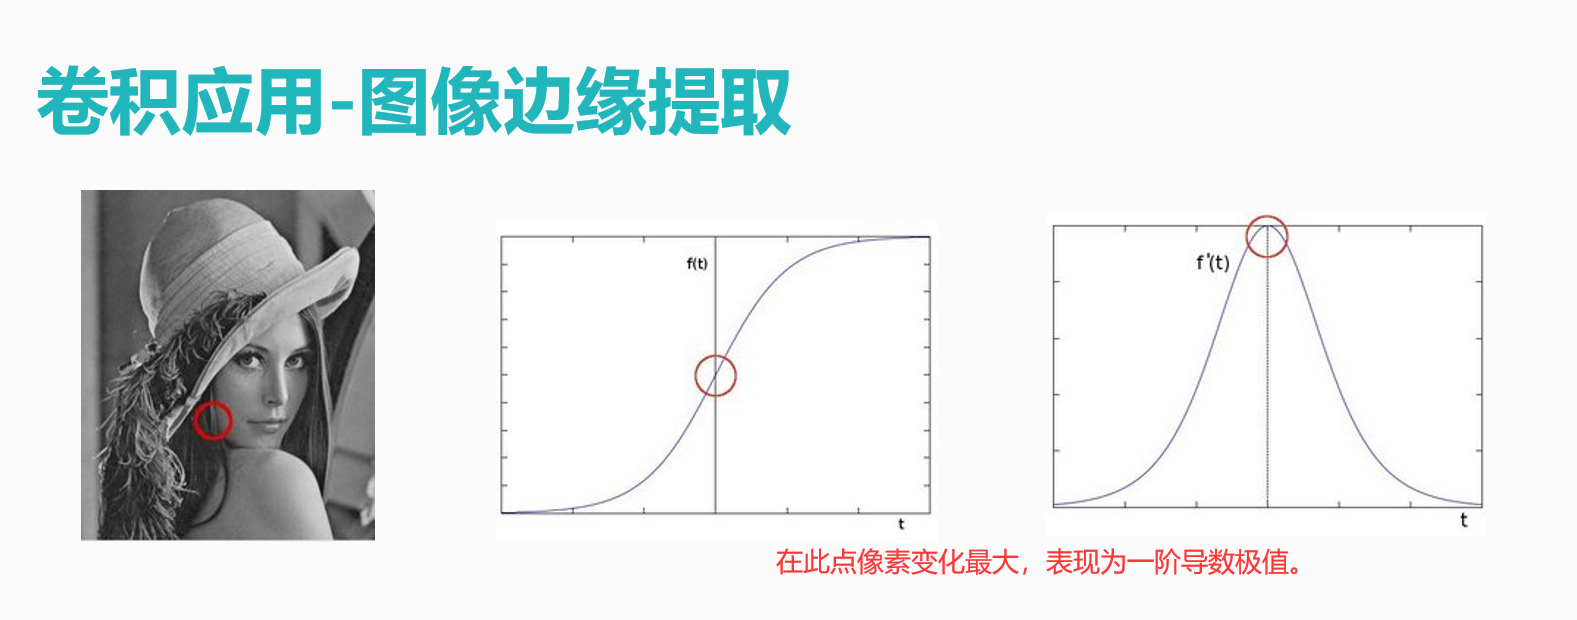 卷积应用-图像边缘提取
f(t)
t
f'(t)
t
在此点像素变化最大，表现为一阶导数极值。